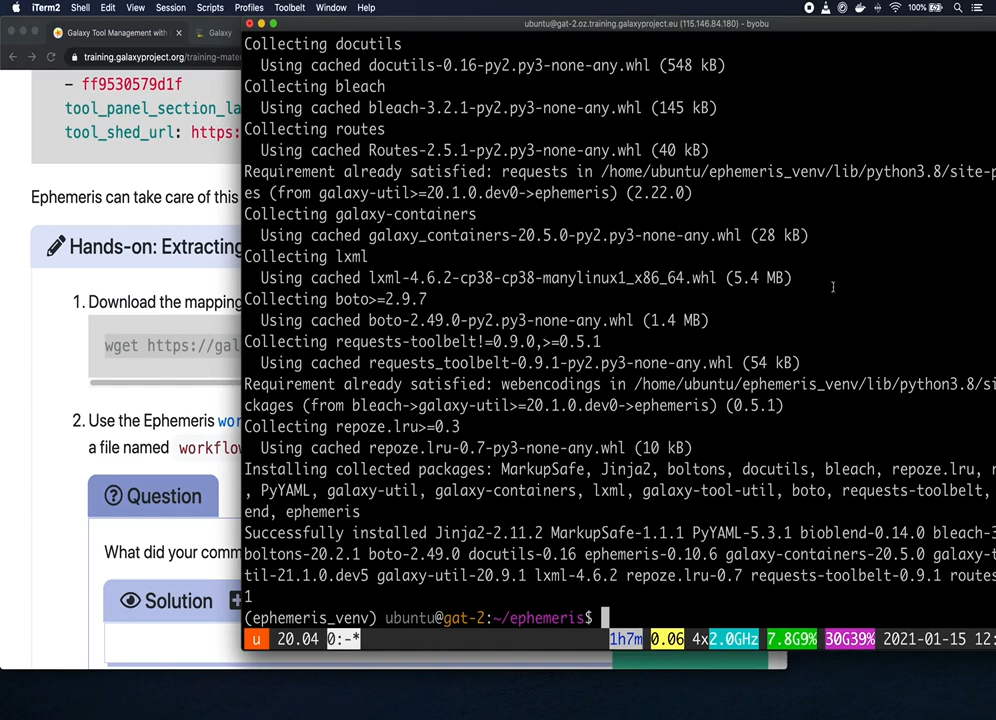 iTerm2 Shell Edit View Session Scripts Profiles Toolbelt Window Help 100%
Galaxy Tool Management with
Galaxy
training.galaxyproject.org/training-mater
ubuntu@gat-2.oz.training.galaxyproject.eu (115.146.84.180) - byobu
- ff9530579d1f
tool_panel_section_la
tool_shed_url: https:
Ephemeris can take care of this
Hands-on: Extracting
1. Download the mapping
wget https://gal
2. Use the Ephemeris wor
a file named workflow
Question
What did your comm
Solution
Collecting docutils
Using cached docutils-0.16-py2.py3-none-any.whl (548 kB)
Collecting bleach
Using cached bleach-3.2.1-py2.py3-none-any.whl (145 kB)
Collecting routes
Using cached Routes-2.5.1-py2.py3-none-any.whl (40 kB)
Requirement already satisfied: requests in /home/ubuntu/ephemeris_venv/lib/python3.8/site-p
es (from galaxy-util>=20.1.0.dev0->ephemeris) (2.22.0)
Collecting galaxy-containers
Using cached galaxy_containers-20.5.0-py2.py3-none-any.whl (28 kB)
Collecting lxml
Using cached lxml-4.6.2-cp38-cp38-manylinux1_x86_64.whl (5.4 MB)
Collecting boto>=2.9.7
Using cached boto-2.49.0-py2.py3-none-any.whl (1.4 MB)
Collecting requests-toolbelt!=0.9.0,>=0.5.1
Using cached requests_toolbelt-0.9.1-py2.py3-none-any.whl (54 kB)
Requirement already satisfied: webencodings in /home/ubuntu/ephemeris_venv/lib/python3.8/si
ckages (from bleach->galaxy-util>=20.1.0.dev0->ephemeris) (0.5.1)
Collecting repoze.lru>=0.3
Using cached repoze.lru-0.7-py3-none-any.whl (10 kB)
Installing collected packages: MarkupSafe, Jinja2, boltons, docutils, bleach, repoze.lru, r
, PyYAML, galaxy-util, galaxy-containers, lxml, galaxy-tool-util, boto, requests-toolbelt,
end, ephemeris
Successfully installed Jinja2-2.11.2 MarkupSafe-1.1.1 PyYAML-5.3.1 bioblend-0.14.0 bleach-3
boltons-20.2.1 boto-2.49.0 docutils-0.16 ephemeris-0.10.6 galaxy-containers-20.5.0 galaxy-t
til-21.1.0.dev5 galaxy-util-20.9.1 lxml-4.6.2 repoze.lru-0.7 requests-toolbelt-0.9.1 routes
1
(ephemeris_venv) ubuntu@gat-2:~/ephemeris$
u 20.04 0:-* 1h7m 0.06 4x2.0GHz 7.8G9% 30G39% 2021-01-15 12: